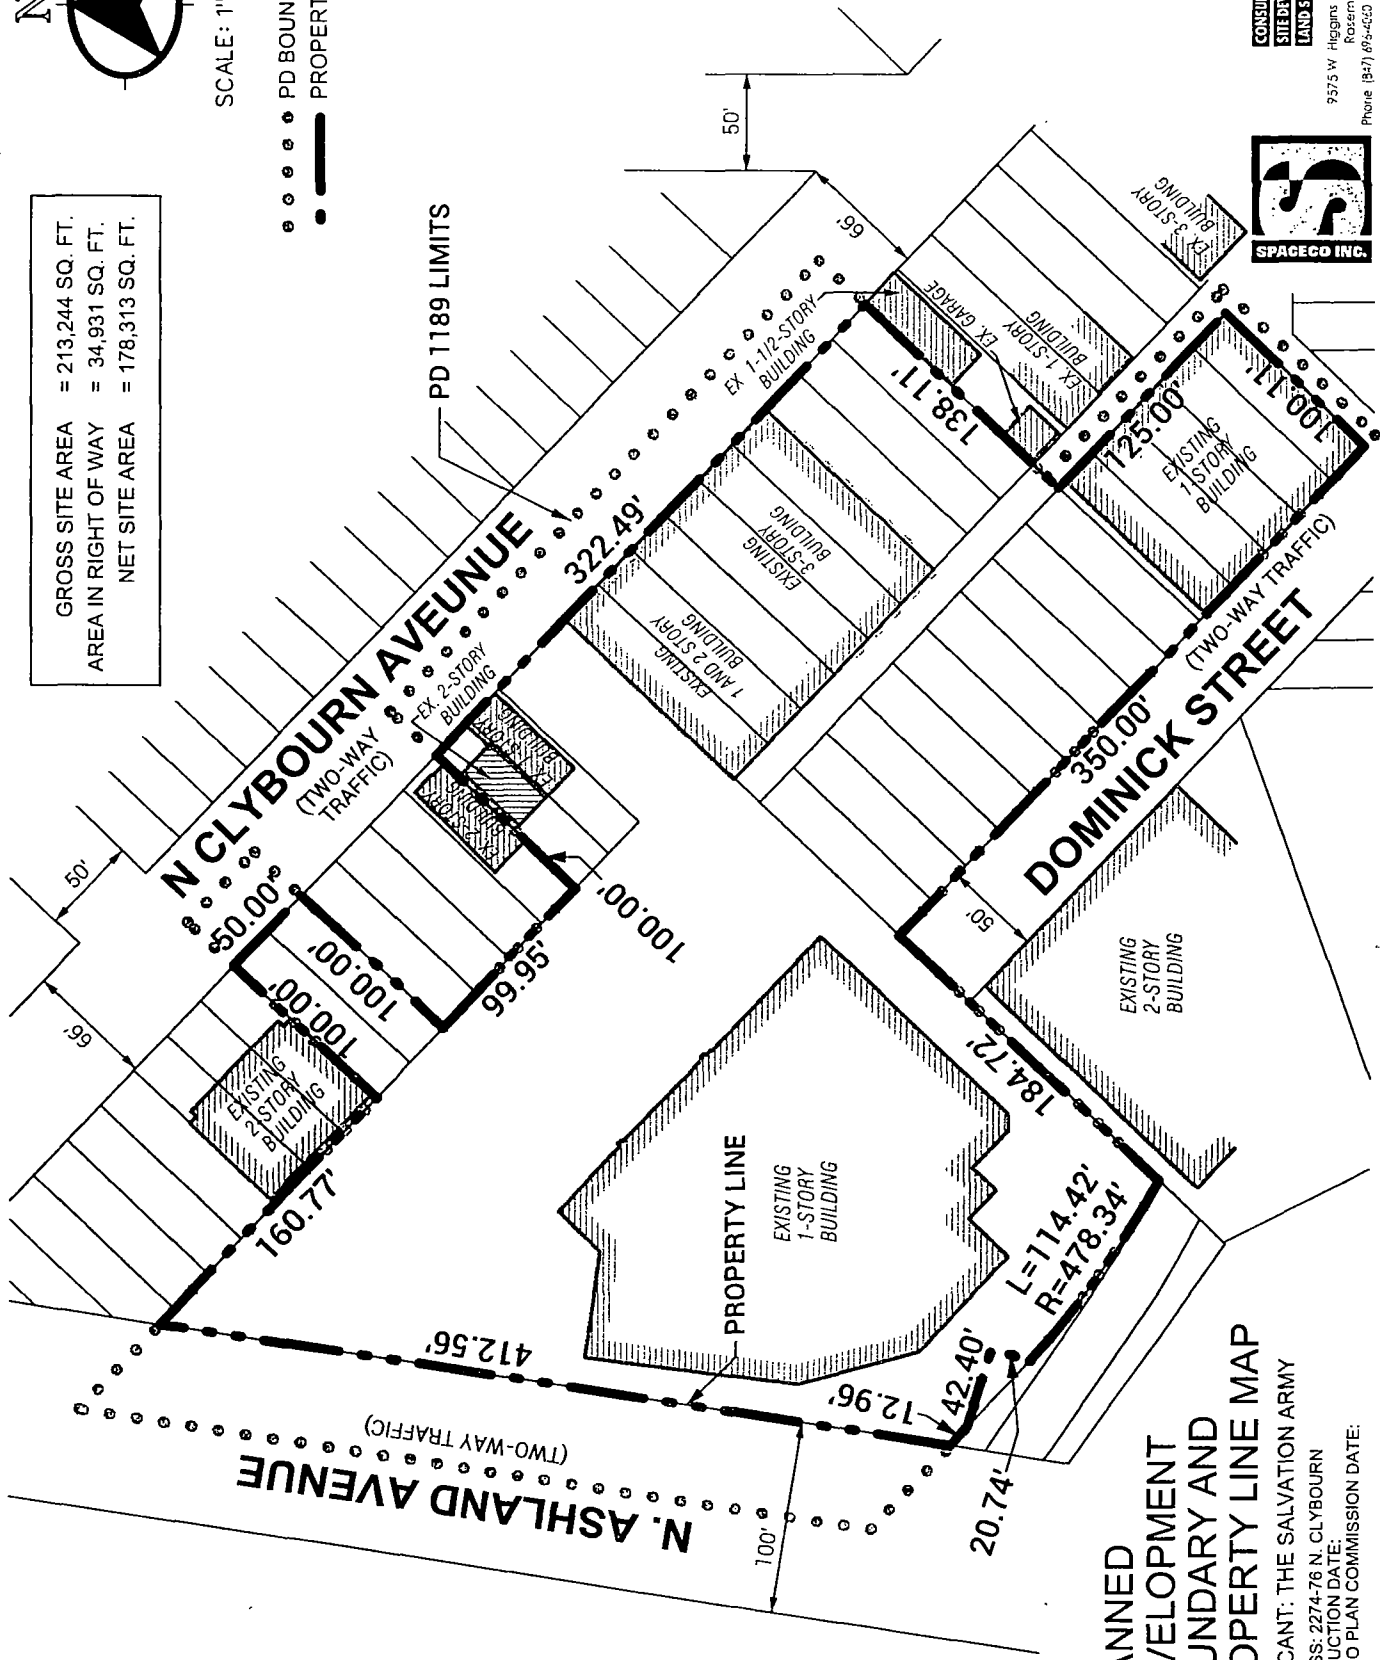 N
SCALE: 1"
PD BOUN
PROPERT
GROSS SITE AREA = 213,244 SQ. FT.
AREA IN RIGHT OF WAY = 34,931 SQ. FT.
NET SITE AREA = 178,313 SQ. FT.
PD 1189 LIMITS
50'
66'
50'
66'
N CLYBOURN AVEUNUE
(TWO-WAY
TRAFFIC)
50.00'
100.00'
100.00'
99.95'
100.00'
160.77'
322.49'
138.11'
125.00'
100.11'
EX. 2-STORY
BUILDING
EX 1-1/2-STORY
BUILDING
EX. GARAGE
EX 1-STORY
BUILDING
EX. 3-STORY
BUILDING
EXISTING
3-STORY
BUILDING
EXISTING
1 AND 2 STORY
BUILDING
EXISTING
1-STORY
BUILDING
EXISTING
2-STORY
BUILDING
350.00'
(TWO-WAY TRAFFIC)
DOMINICK STREET
50'
184.72'
EXISTING
2-STORY
BUILDING
EXISTING
1-STORY
BUILDING
PROPERTY LINE
L=114.42'
R=478.34'
412.56'
12.96'
42.40'
20.74'
(TWO-WAY TRAFFIC)
N. ASHLAND AVENUE
100'
ANNED
VELOPMENT
UNDARY AND
OPERTY LINE MAP
CANT: THE SALVATION ARMY
SS: 2274-76 N. CLYBOURN
UCTION DATE:
O PLAN COMMISSION DATE:
SPACECO INC.
CONSU
SITE DE
LAND S
9575 W Higgins
Rosem
Phone (847) 696-4060